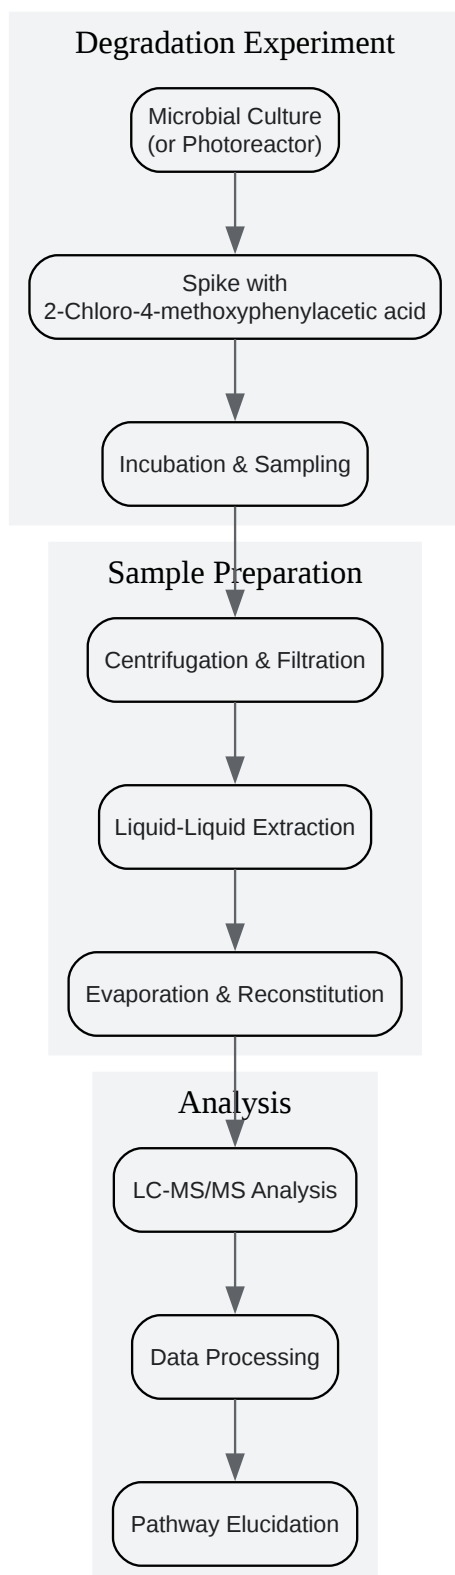 Degradation Experiment
Microbial Culture
(or Photoreactor)
Spike with
2-Chloro-4-methoxyphenylacetic acid
Incubation & Sampling
Sample Preparation
Centrifugation & Filtration
Liquid-Liquid Extraction
Evaporation & Reconstitution
Analysis
LC-MS/MS Analysis
Data Processing
Pathway Elucidation